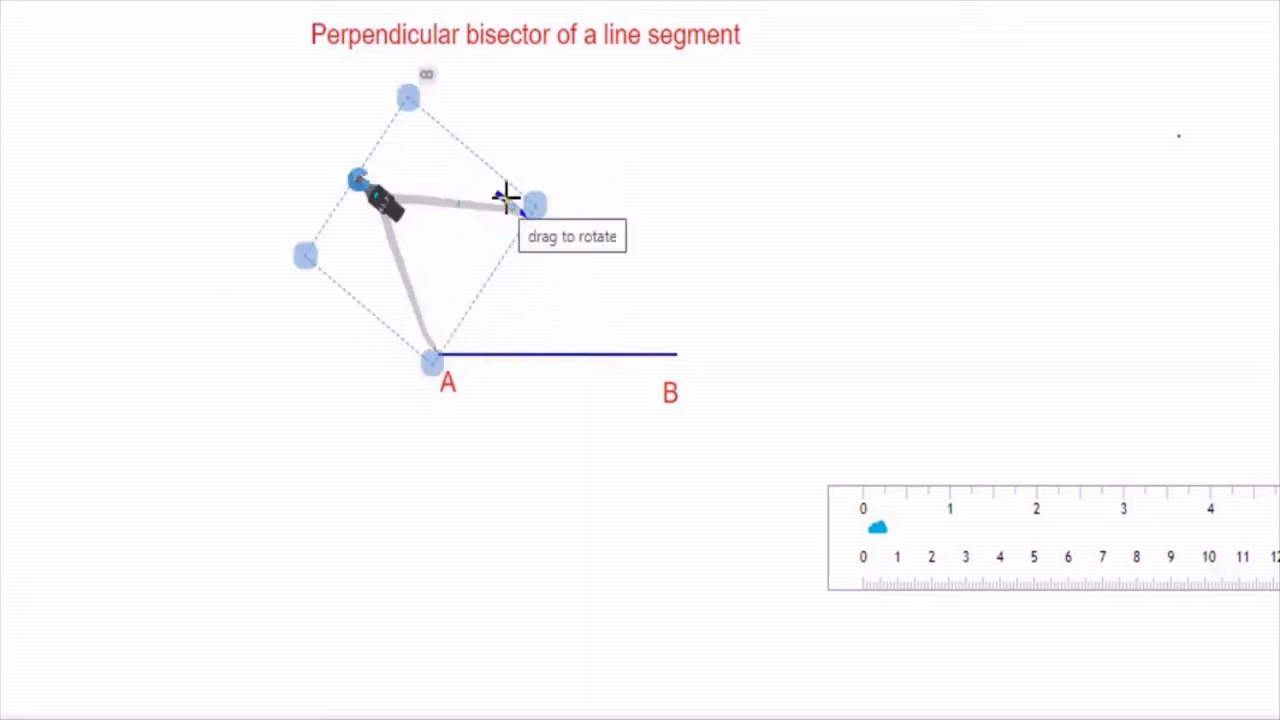 Perpendicular bisector of a line segment
8
drag to rotate
A
B
0 1 2 3 4
0 1 2 3 4 5 6 7 8 9 10 11 12